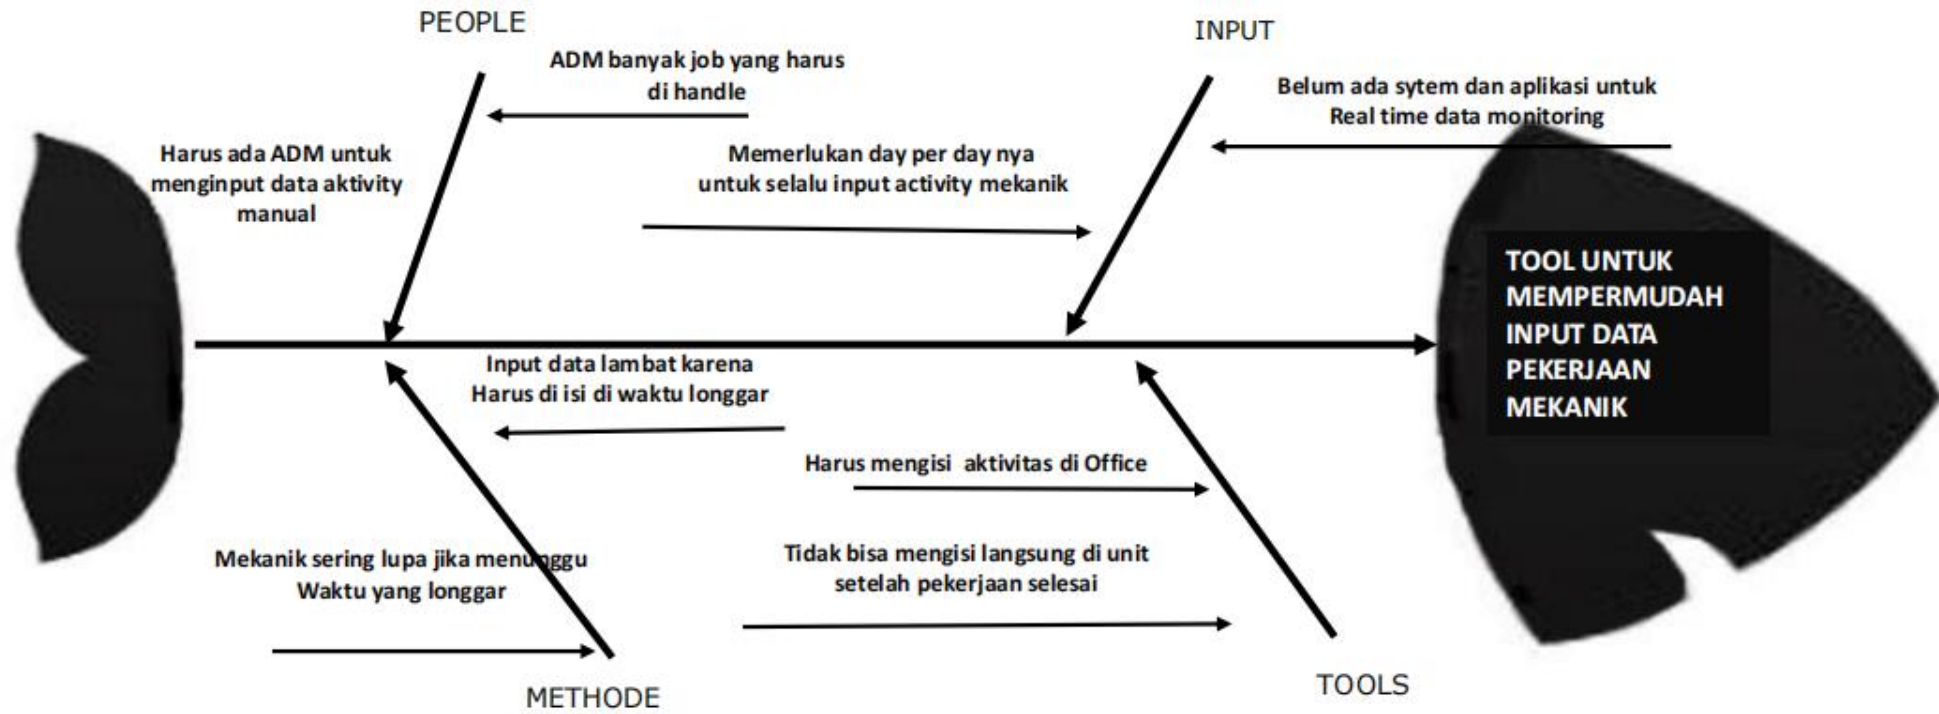 PEOPLE
ADM banyak job yang harus
di handle
Harus ada ADM untuk
menginput data aktivity
manual
INPUT
Belum ada sytem dan aplikasi untuk
Real time data monitoring
Memerlukan day per day nya
untuk selalu input activity mekanik
TOOL UNTUK
MEMPERMUDAH
INPUT DATA
PEKERJAAN
MEKANIK
Input data lambat karena
Harus di isi di waktu longgar
Mekanik sering lupa jika menunggu
Waktu yang longgar
METHODE
Harus mengisi aktivitas di Office
Tidak bisa mengisi langsung di unit
setelah pekerjaan selesai
TOOLS